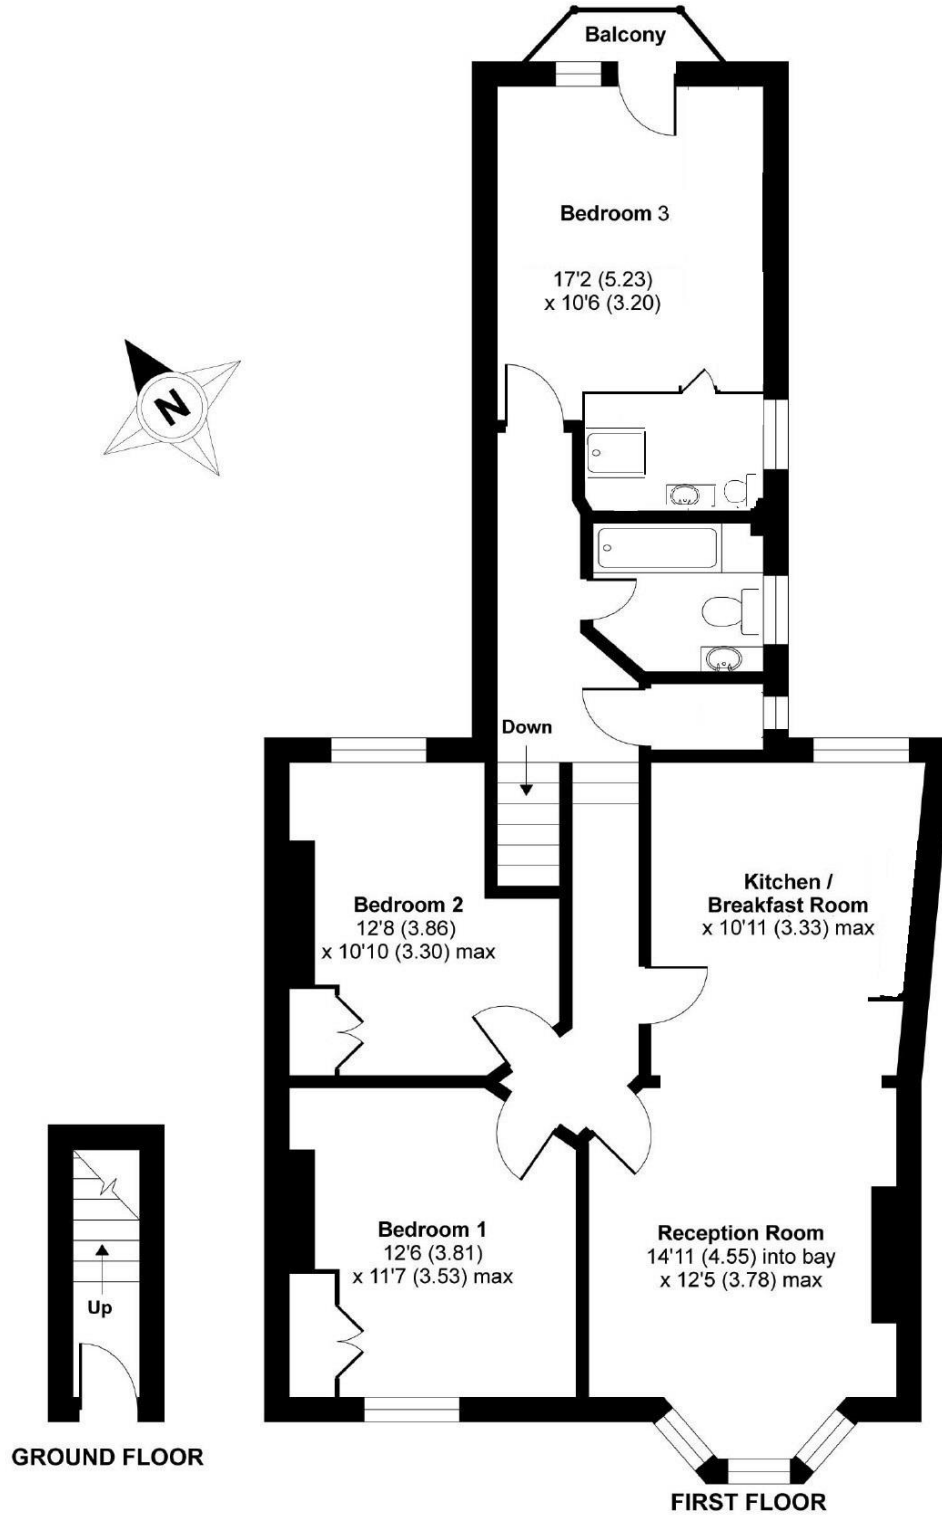 Balcony
Bedroom 3
17'2 (5.23)
x 10'6 (3.20)
N
Down
Bedroom 2
12'8 (3.86)
x 10'10 (3.30) max
Kitchen /
Breakfast Room
x 10'11 (3.33) max
Bedroom 1
12'6 (3.81)
x 11'7 (3.53) max
Reception Room
14'11 (4.55) into bay
x 12'5 (3.78) max
Up
GROUND FLOOR
FIRST FLOOR